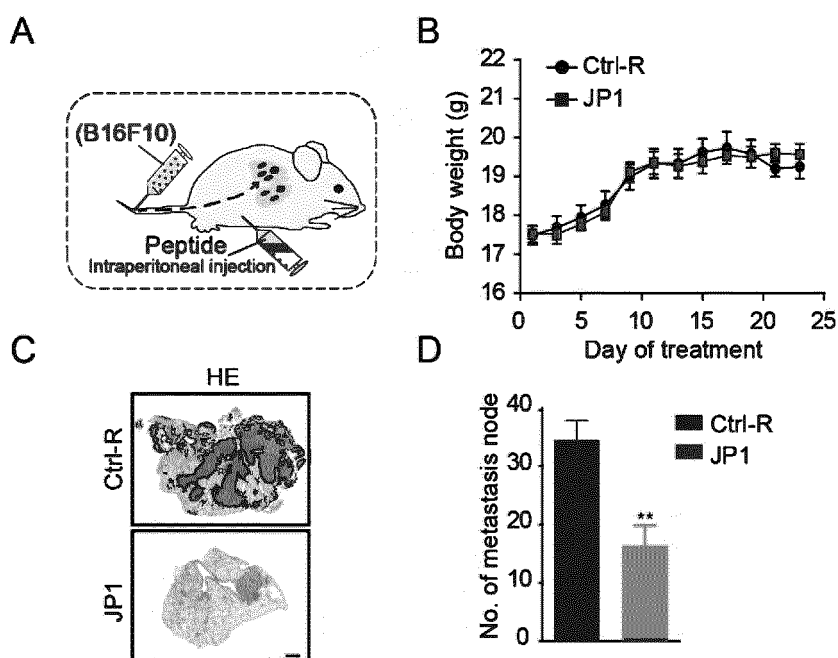 A
(B16F10)
Peptide
Intraperitoneal injection
B
Body weight (g)
22
21
20
19
18
17
16
Ctrl-R
JP1
0 5 10 15 20 25
Day of treatment
C
HE
Ctrl-R
JP1
D
No. of metastasis node
40
30
20
10
0
Ctrl-R
JP1
**